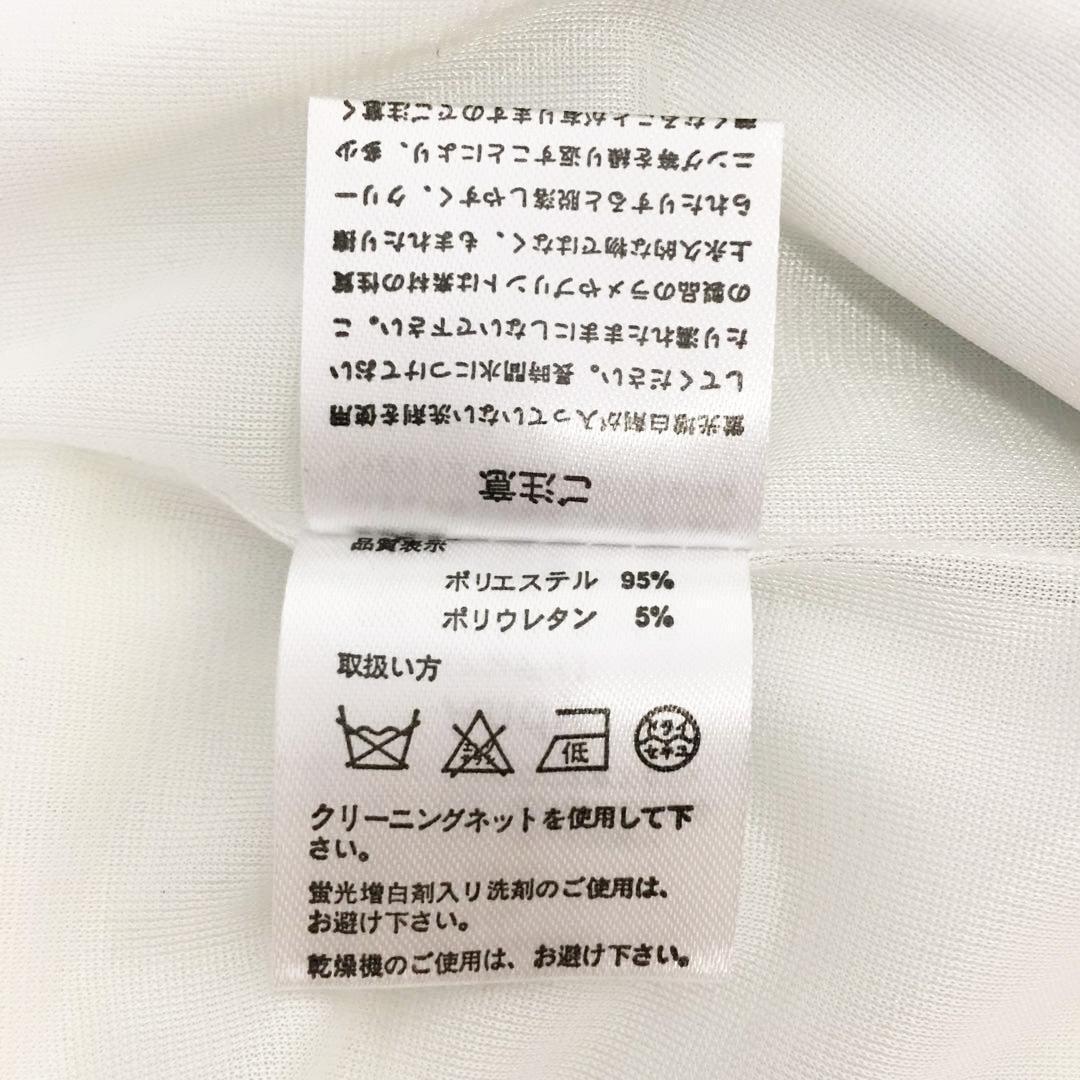 ご注意
蛍光増白剤が入っていない洗剤を使用
してください。長時間水につけておい
たり濡れたままにしないで下さい。こ
の製品のラメやプリントは素材の性質
上永久的な物ではなく、もまれたり擦
られたりすると脱落しやすく、クリー
ニング等を繰り返すことにより、多少
くなることが有りますのでご注意く
品質表示
ポリエステル 95%
ポリウレタン 5%
取扱い方
低 ドライ
セキユ
クリーニングネットを使用して下
さい。
蛍光増白剤入リ洗剤のご使用は、
お避け下さい。
乾燥機のご使用は、お避け下さい。